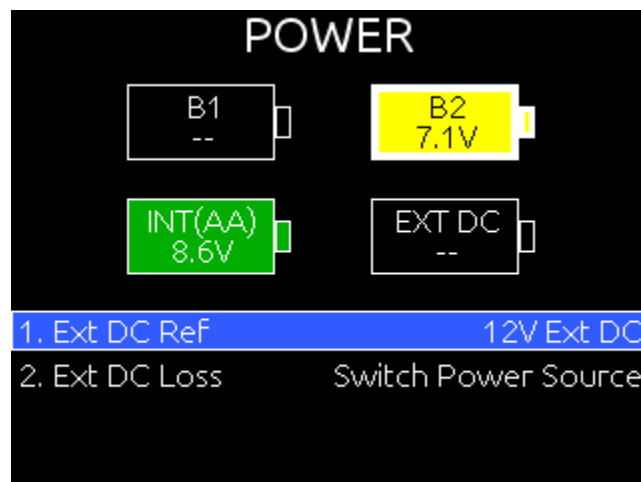 POWER
B1
--
B2
7.1V
INT(AA)
8.6V
EXT DC
--
1. Ext DC Ref 12V Ext DC
2. Ext DC Loss Switch Power Source